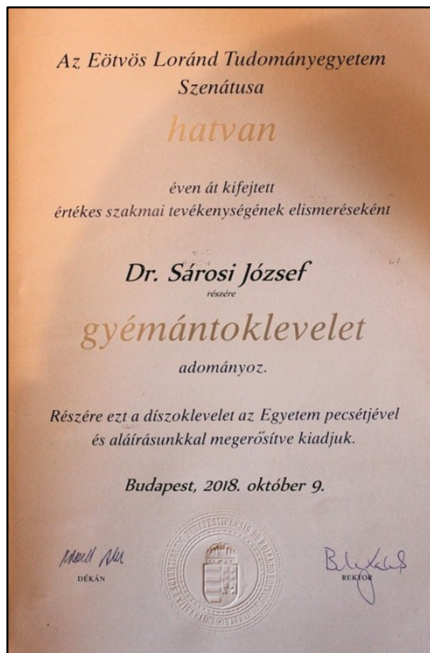 Az Eötvös Loránd Tudományegyetem
Szenátusa
hatvan
éven át kifejtett
értékes szakmai tevékenységének elismeréseként
Dr. Sárosi József
részére
gyémántoklevelet
adományoz.
Részére ezt a díszoklevelet az Egyetem pecsétjével
és aláírásunkkal megerősítve kiadjuk.
Budapest, 2018. október 9.
DÉKÁN
REKTOR